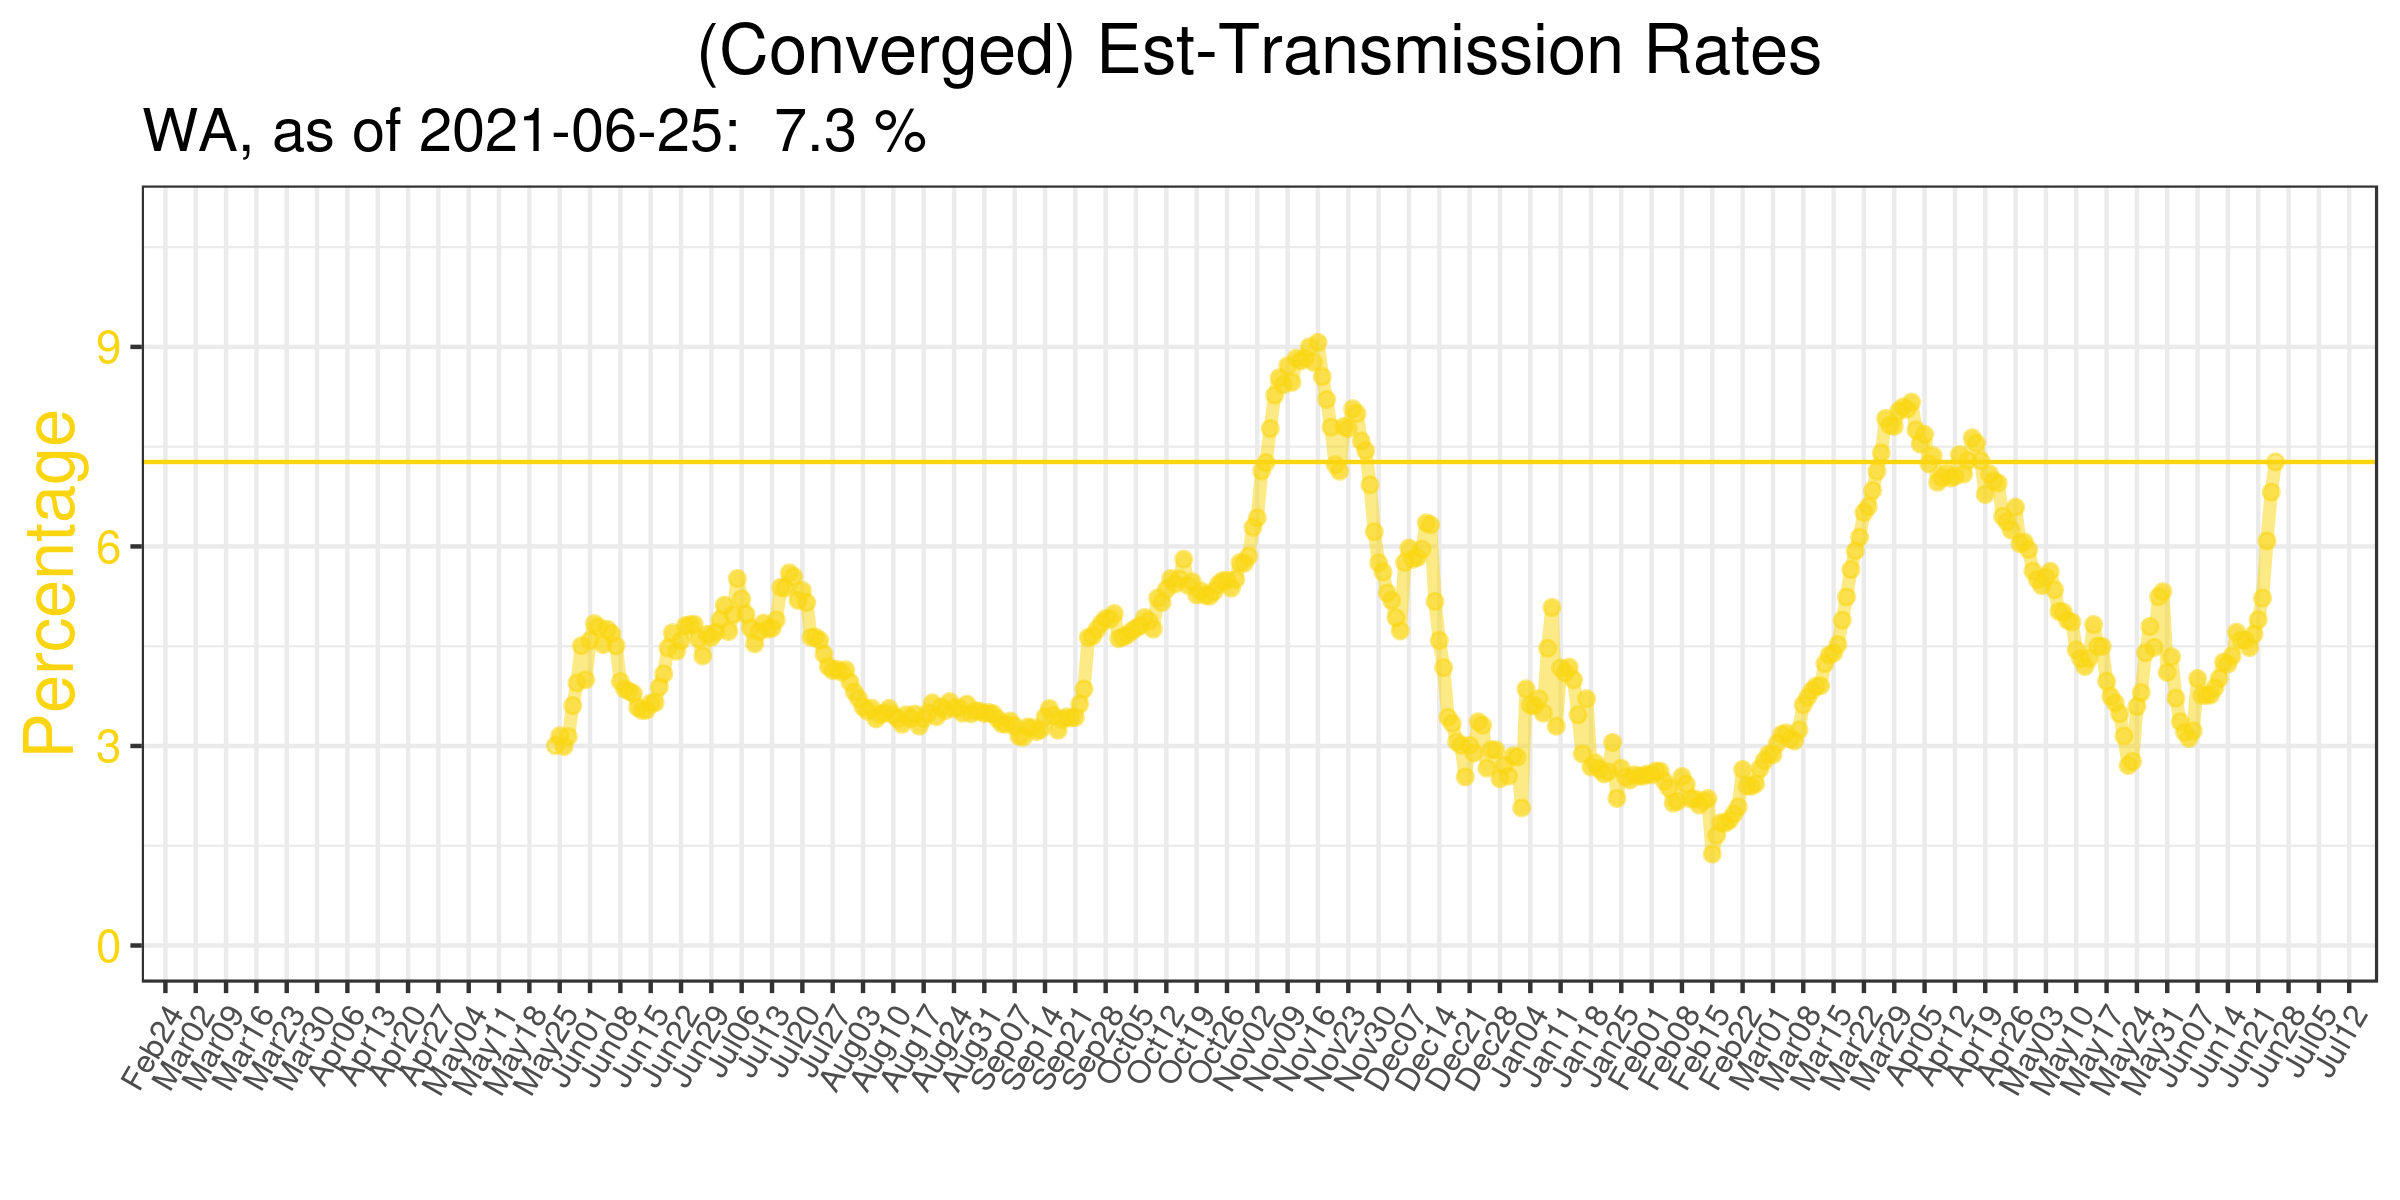 (Converged) Est-Transmission Rates
WA, as of 2021-06-25:  7.3 %
Percentage
9
6
3
0
Feb24
Mar02
Mar09
Mar16
Mar23
Mar30
Apr06
Apr13
Apr20
Apr27
May04
May11
May18
May25
Jun01
Jun08
Jun15
Jun22
Jun29
Jul06
Jul13
Jul20
Jul27
Aug03
Aug10
Aug17
Aug24
Aug31
Sep07
Sep14
Sep21
Sep28
Oct05
Oct12
Oct19
Oct26
Nov02
Nov09
Nov16
Nov23
Nov30
Dec07
Dec14
Dec21
Dec28
Jan04
Jan11
Jan18
Jan25
Feb01
Feb08
Feb15
Feb22
Mar01
Mar08
Mar15
Mar22
Mar29
Apr05
Apr12
Apr19
Apr26
May03
May10
May17
May24
May31
Jun07
Jun14
Jun21
Jun28
Jul05
Jul12